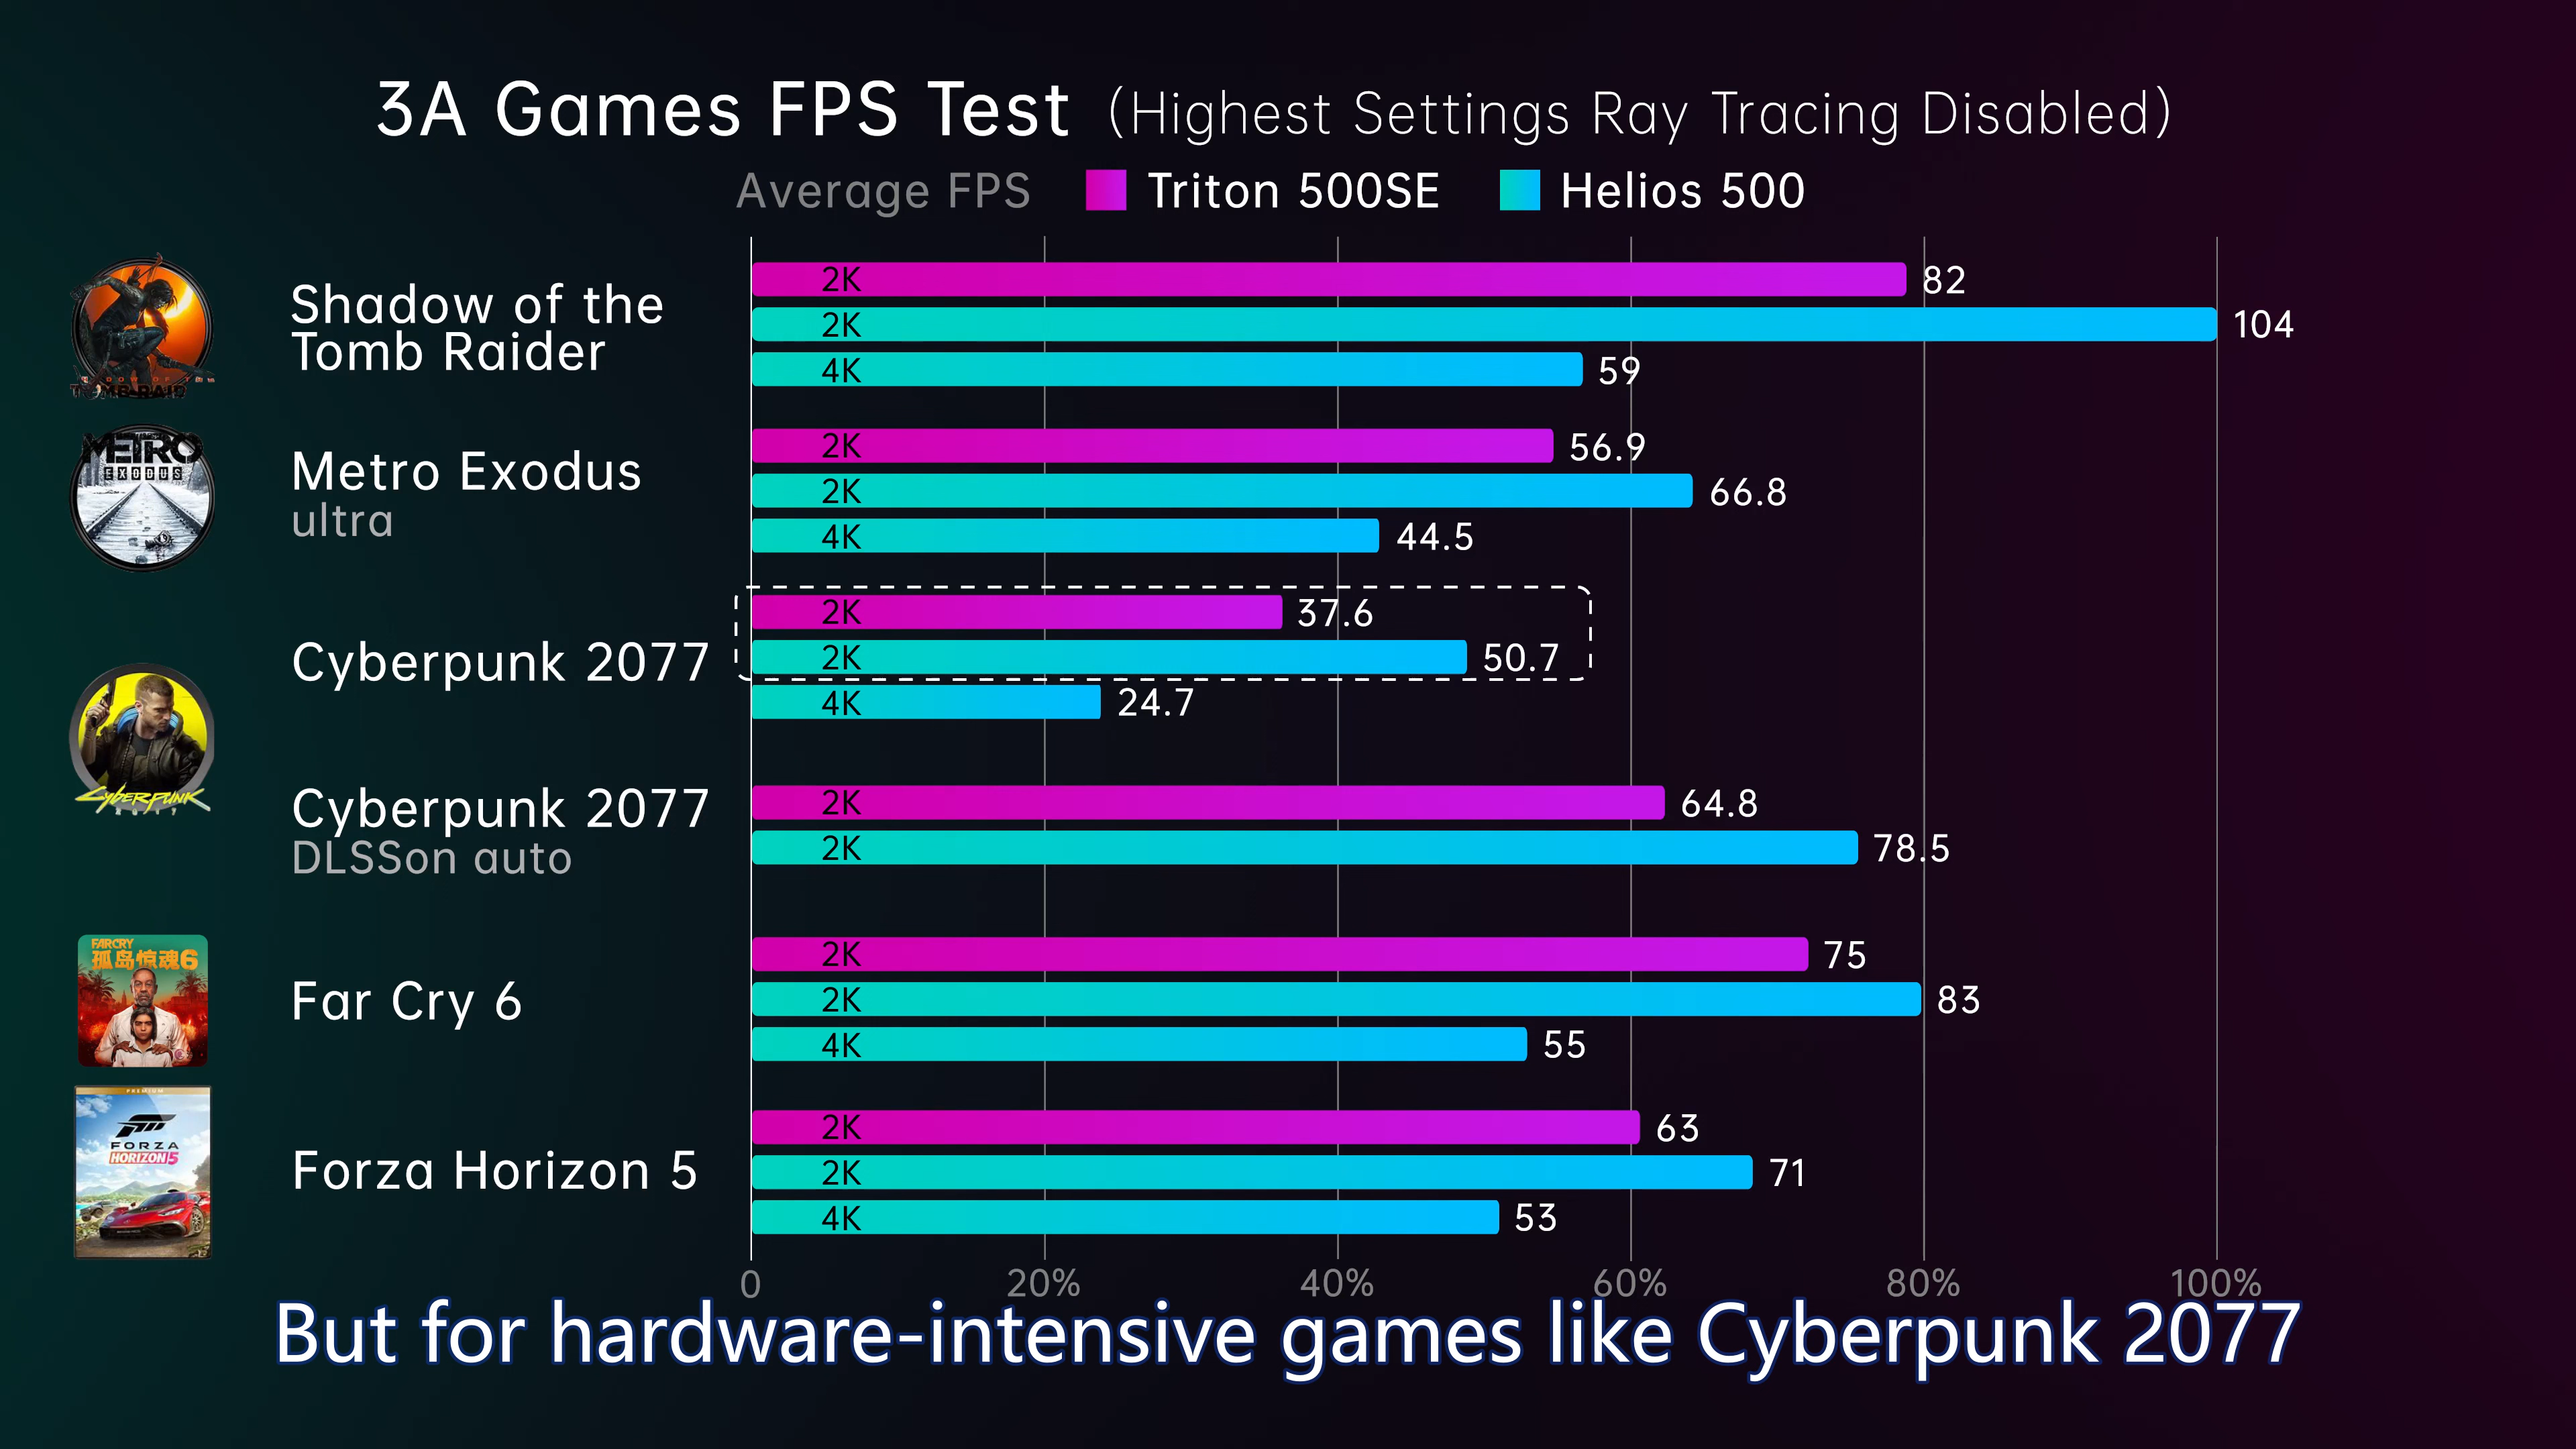 3A Games FPS Test (Highest Settings Ray Tracing Disabled)
Average FPS Triton 500SE Helios 500
Shadow of the
Tomb Raider
2K 82
2K 104
4K 59
METRO
EXODUS
Metro Exodus
ultra
2K 56.9
2K 66.8
4K 44.5
Cyberpunk 2077
2K 37.6
2K 50.7
4K 24.7
CYBERPUNK
Cyberpunk 2077
DLSSon auto
2K 64.8
2K 78.5
FARCRY
孤岛惊魂6
Far Cry 6
2K 75
2K 83
4K 55
PREMIUM
FORZA
HORIZON 5
Forza Horizon 5
2K 63
2K 71
4K 53
0 20% 40% 60% 80% 100%
But for hardware-intensive games like Cyberpunk 2077